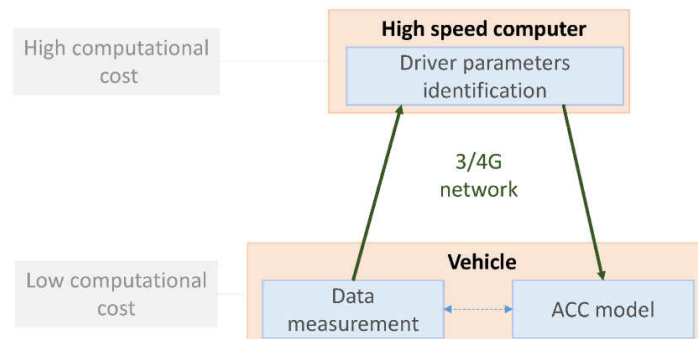 High speed computer
High computational
cost
Driver parameters
identification
3/4G
network
Vehicle
Low computational
cost
Data
measurement
ACC model